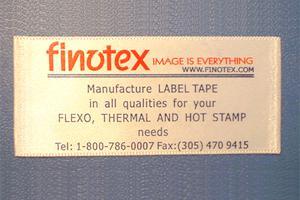 finotex IMAGE IS EVERYTHING
WWW.FINOTEX.COM
Manufacture LABEL TAPE
in all qualities for your
FLEXO, THERMAL AND HOT STAMP
needs
Tel: 1-800-786-0007 Fax:(305) 470 9415